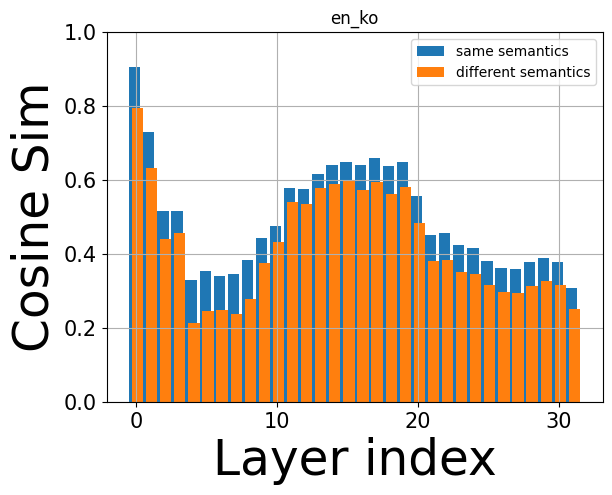 en_ko
same semantics
different semantics
Cosine Sim
1.0
0.8
0.6
0.4
0.2
0.0
0 10 20 30
Layer index